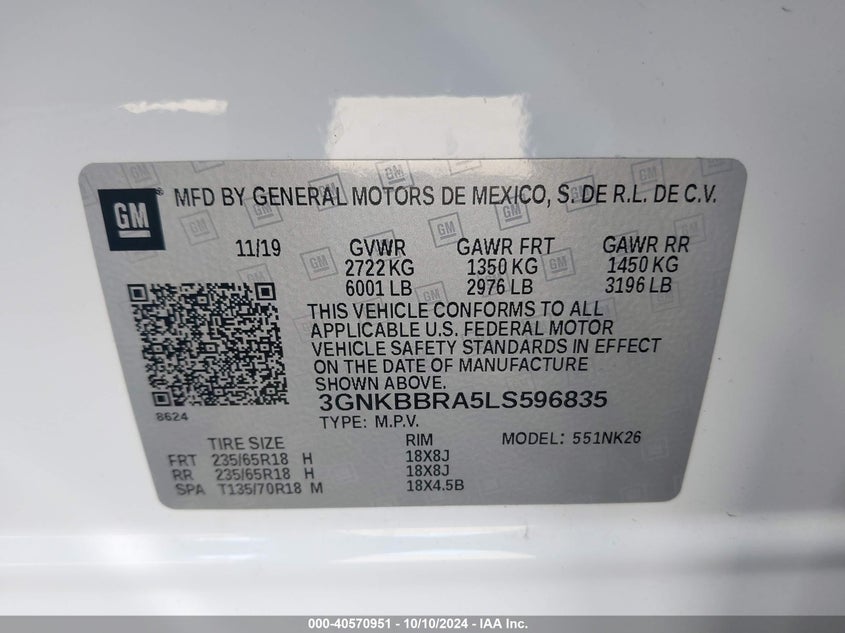 GM ® MFD BY GENERAL MOTORS DE MEXICO, S. DE R.L. DE C.V.
11/19 GVWR GAWR FRT GAWR RR
2722 KG 1350 KG 1450 KG
6001 LB 2976 LB 3196 LB
THIS VEHICLE CONFORMS TO ALL
APPLICABLE U.S. FEDERAL MOTOR
VEHICLE SAFETY STANDARDS IN EFFECT
ON THE DATE OF MANUFACTURE
SHOWN ABOVE.
3GNKBBRA5LS596835
8624
TYPE: M.P.V. MODEL: 551NK26
TIRE SIZE RIM
FRT 235/65R18 H 18X8J
RR 235/65R18 H 18X8J
SPA T135/70R18 M 18X4.5B
000-40570951 - 10/10/2024 - IAA Inc.